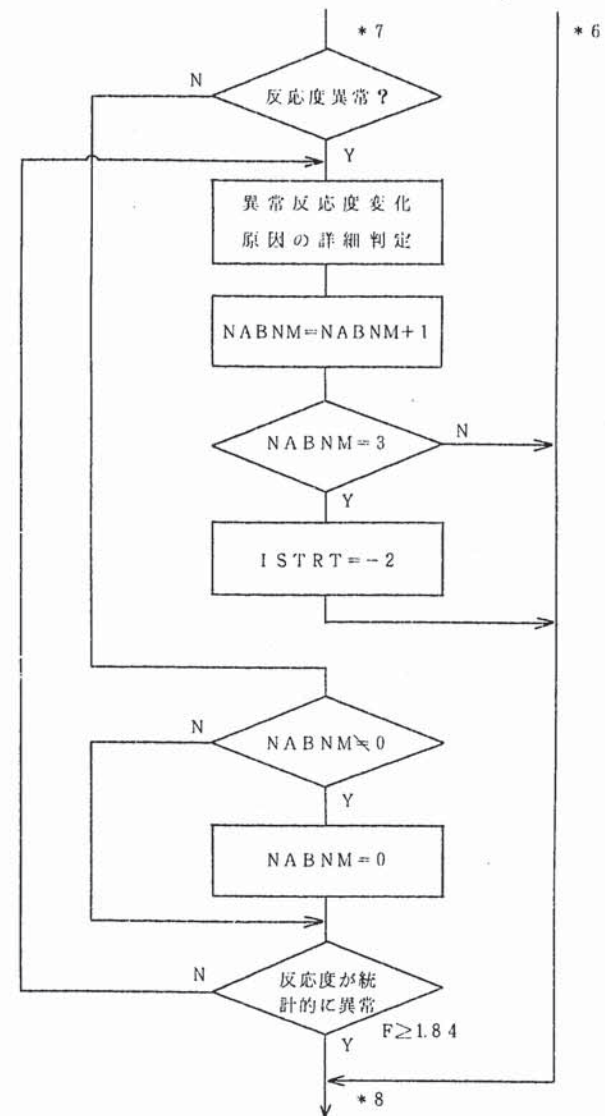 *7
*6
N
反応度異常?
Y
異常反応度変化
原因の詳細判定
NABNM=NABNM+1
NABNM=3
N
Y
ISTRT=-2
N
NABNM≠0
Y
NABNM=0
N
反応度が統
計的に異常
F≥1.84
Y
*8